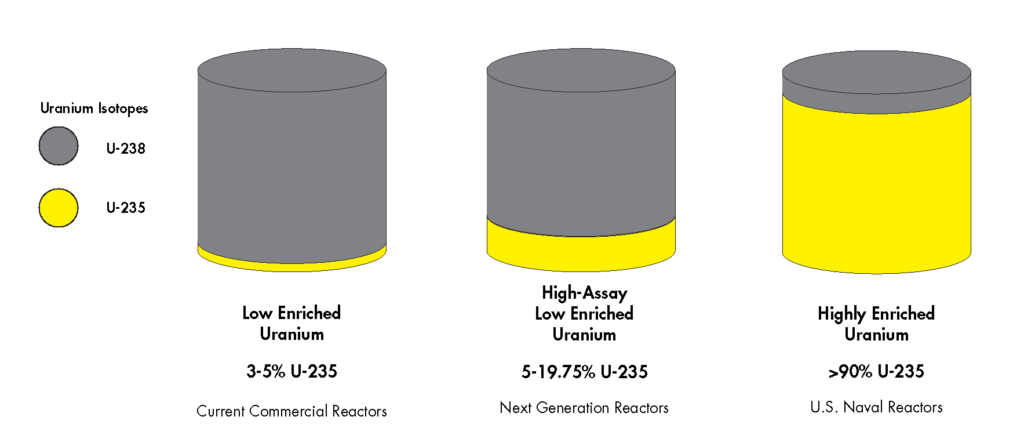 Uranium Isotopes
U-238
U-235
Low Enriched
Uranium
3-5% U-235
Current Commercial Reactors
High-Assay
Low Enriched
Uranium
5-19.75% U-235
Next Generation Reactors
Highly Enriched
Uranium
>90% U-235
U.S. Naval Reactors